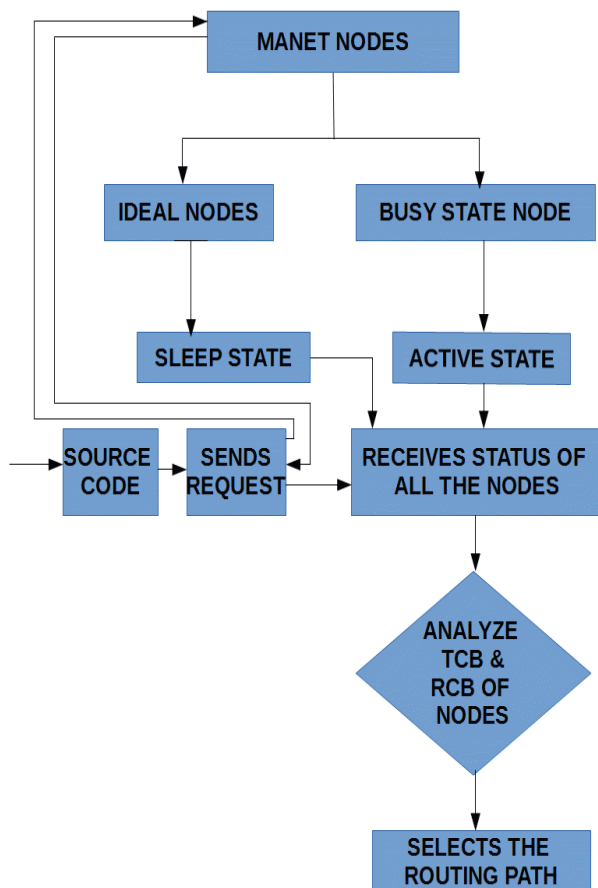 MANET NODES
IDEAL NODES
BUSY STATE NODE
SLEEP STATE
ACTIVE STATE
SOURCE
CODE
SENDS
REQUEST
RECEIVES STATUS OF
ALL THE NODES
ANALYZE
TCB &
RCB OF
NODES
SELECTS THE
ROUTING PATH